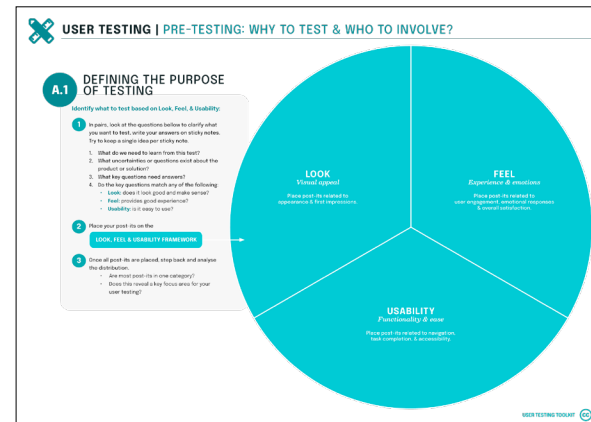 USER TESTING | PRE-TESTING: WHY TO TEST & WHO TO INVOLVE?
A.1
DEFINING THE PURPOSE
OF TESTING
Identify what to test based on Look, Feel, & Usability:
1
In pairs, look at the questions bellow to clarify what
you want to test, write your answers on sticky notes.
Try to keep a single idea per sticky note.
1. What do we need to learn from this test?
2. What uncertainties or questions exist about the
product or solution?
3. What key questions need answers?
4. Do the key questions match any of the following
• Look: does it look good and make sense?
• Feel: provides good experience?
• Usability: is it easy to use?
2
Place your post-its on the
LOOK, FEEL & USABILITY FRAMEWORK
3
Once all post-its are placed, step back and analyse
the distribution.
• Are most post-its in one category?
• Does this reveal a key focus area for your
user testing?
LOOK
Visual appeal
Place post-its related to
appearance & first impressions.
FEEL
Experience & emotions
Place post-its related to
user engagement, emotional responses
& overall satisfaction.
USABILITY
Functionality & ease
Place post-its related to navigation,
task completion, & accessibility.
USER TESTING TOOLKIT
cc